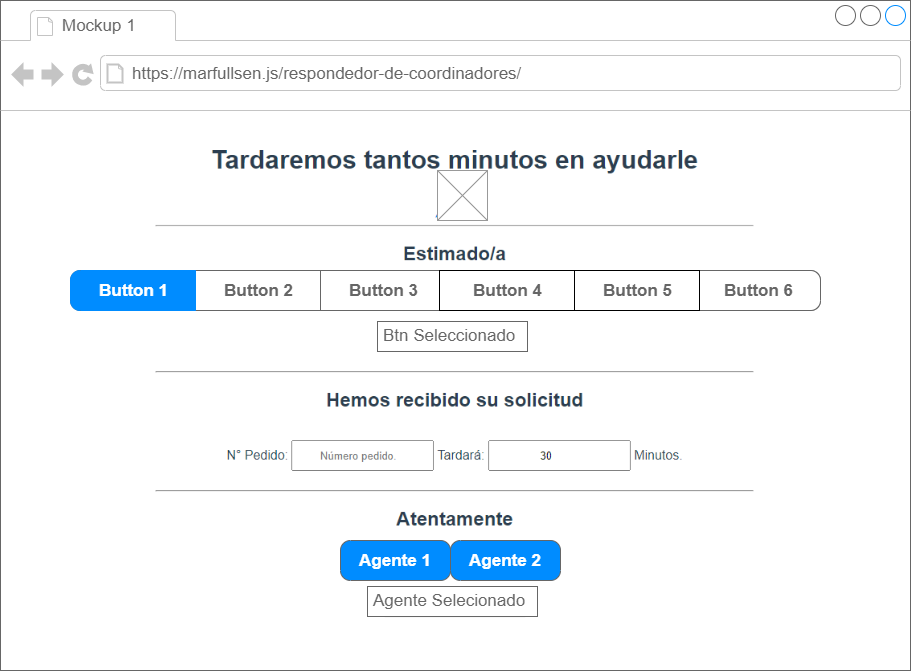 Mockup 1
https://marfullsen.js/respondedor-de-coordinadores/
Tardaremos tantos minutos en ayudarle
Estimado/a
Button 1 Button 2 Button 3 Button 4 Button 5 Button 6
Btn Seleccionado
Hemos recibido su solicitud
N° Pedido: Número pedido. Tardará: 30 Minutos.
Atentamente
Agente 1 Agente 2
Agente Selecionado